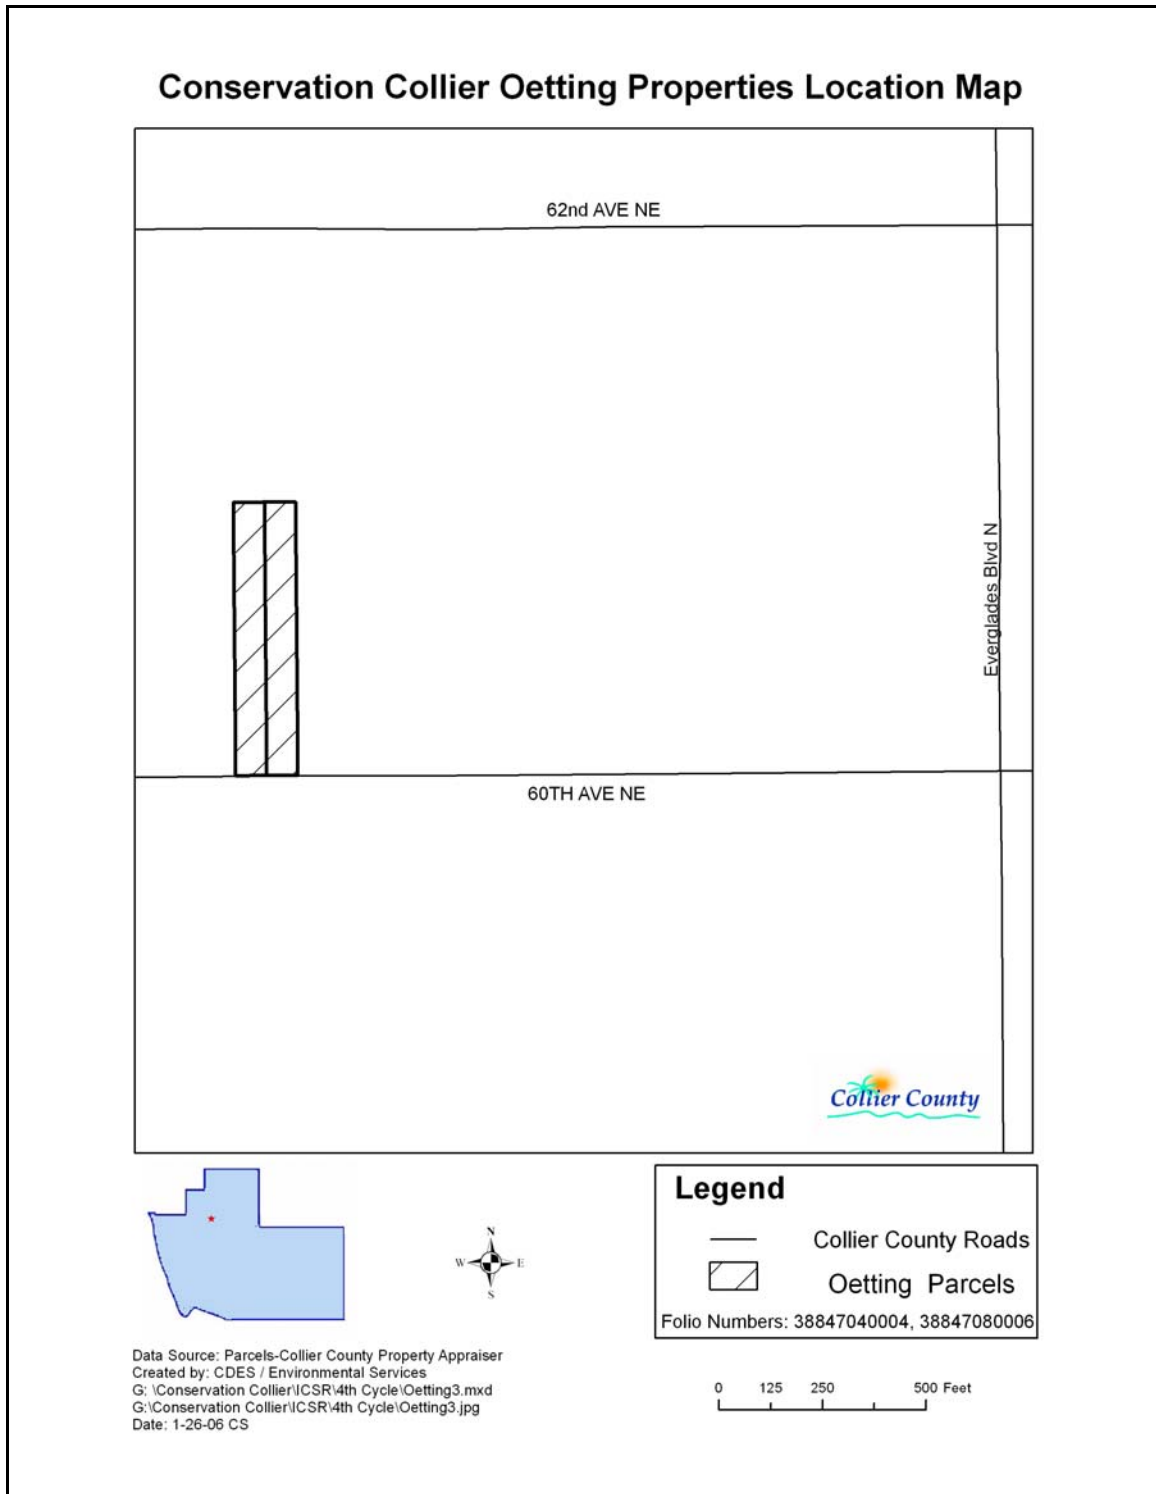 Conservation Collier Oetting Properties Location Map
62nd AVE NE
Everglades Blvd N
60TH AVE NE
Collier County
Legend
Collier County Roads
Oetting Parcels
Folio Numbers: 38847040004, 38847080006
N
W E
S
Data Source: Parcels-Collier County Property Appraiser
Created by: CDES / Environmental Services
G: \Conservation Collier\ICSR\4th Cycle\Oetting3.mxd
G:\Conservation Collier\ICSR\4th Cycle\Oetting3.jpg
Date: 1-26-06 CS
0 125 250 500 Feet